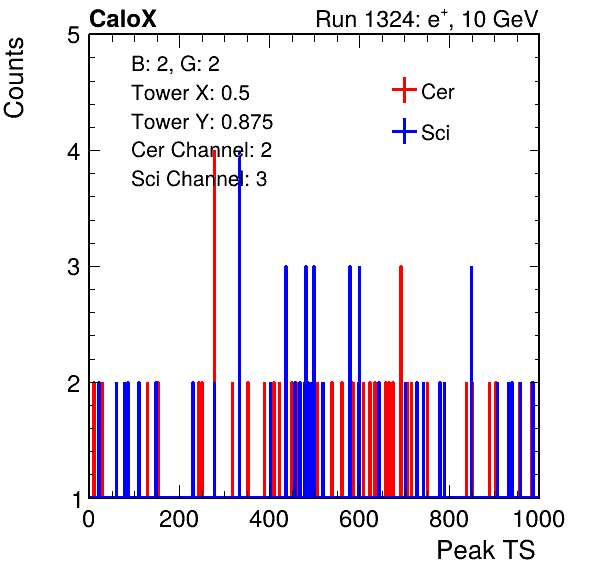 CaloX Run 1324: e⁺, 10 GeV
Counts
B: 2, G: 2
Tower X: 0.5
Tower Y: 0.875
Cer Channel: 2
Sci Channel: 3
Cer
Sci
5
4
3
2
1
0 200 400 600 800 1000
Peak TS